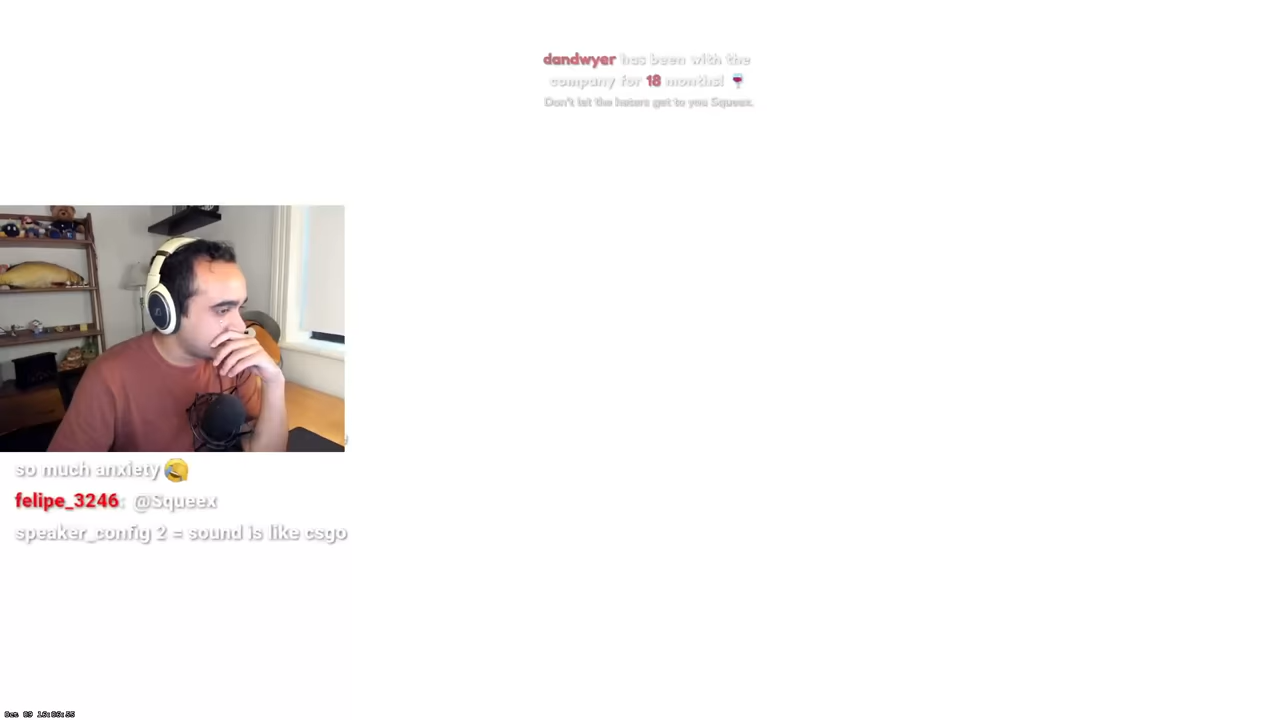 dandwyer has been with the
company for 18 months!
Don't let the haters get to you Squeex.
so much anxiety
felipe_3246: @Squeex
speaker_config 2 = sound is like csgo